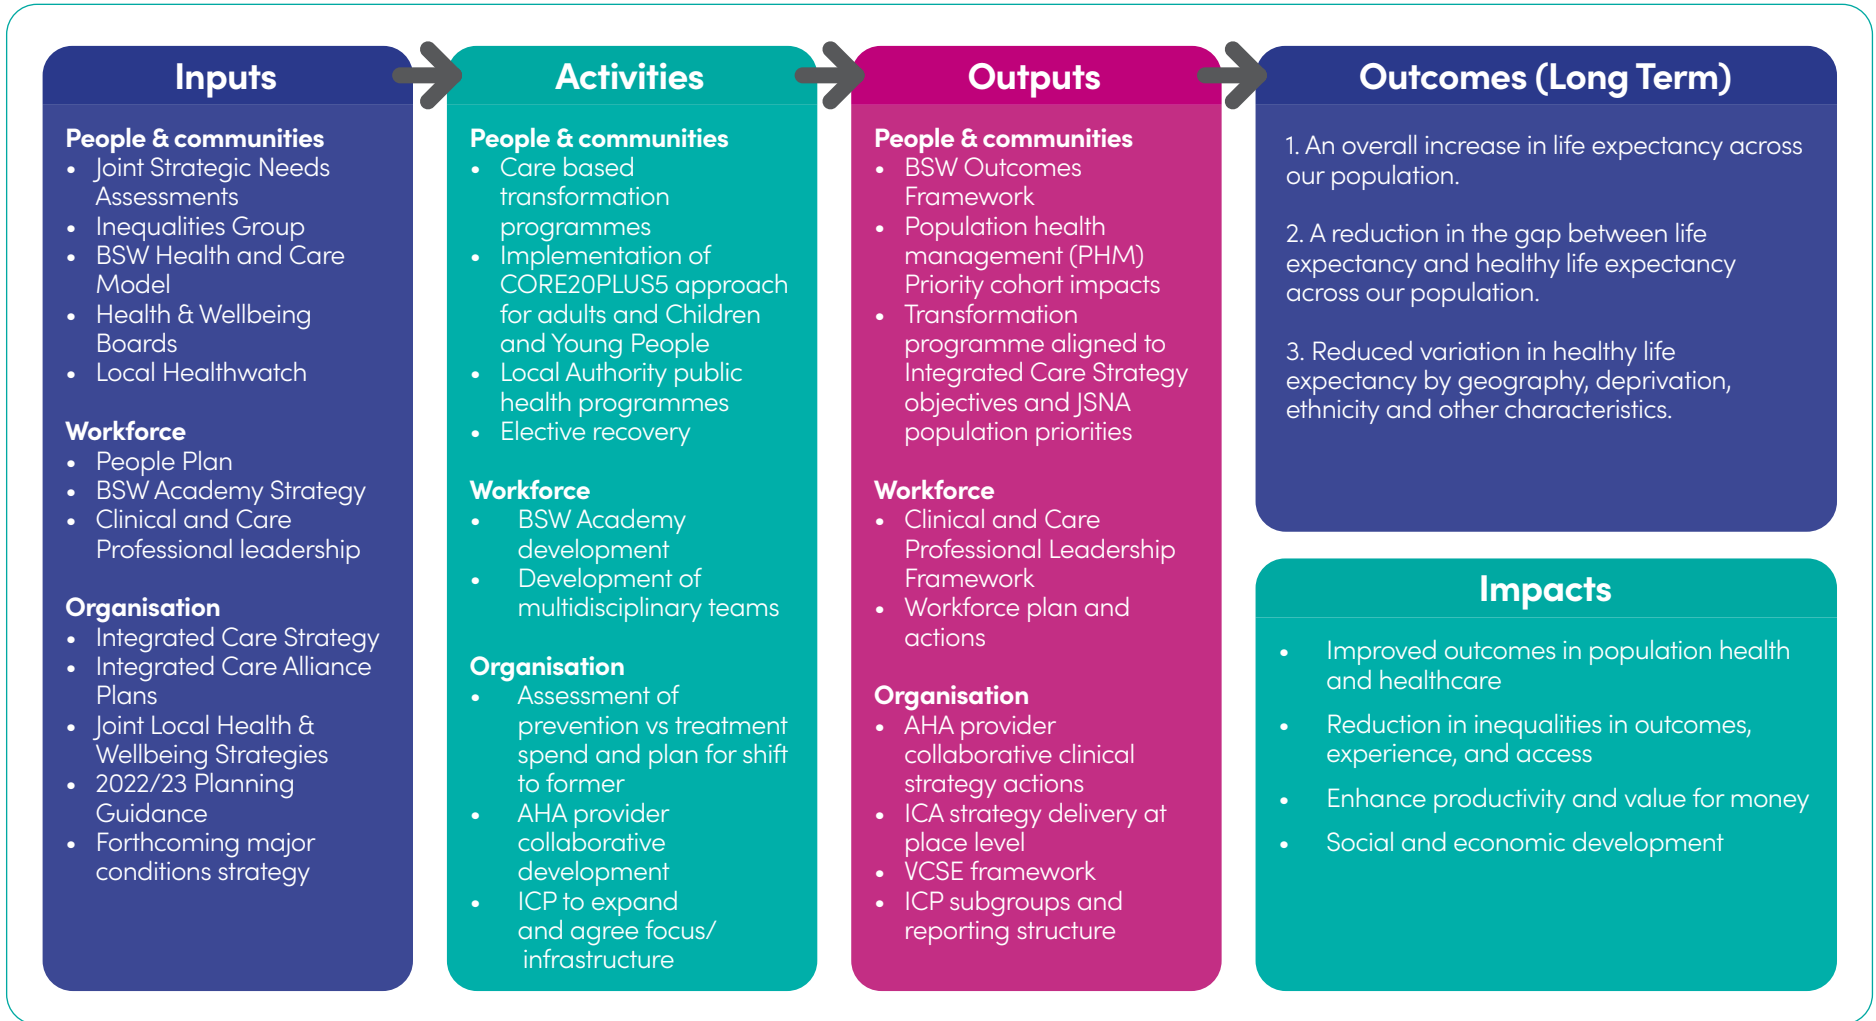 Inputs
People & communities
• Joint Strategic Needs
Assessments
• Inequalities Group
• BSW Health and Care
Model
• Health & Wellbeing
Boards
• Local Healthwatch
Workforce
• People Plan
• BSW Academy Strategy
• Clinical and Care
Professional leadership
Organisation
• Integrated Care Strategy
• Integrated Care Alliance
Plans
• Joint Local Health &
Wellbeing Strategies
• 2022/23 Planning
Guidance
• Forthcoming major
conditions strategy
Activities
People & communities
• Care based
transformation
programmes
• Implementation of
CORE20PLUS5 approach
for adults and Children
and Young People
• Local Authority public
health programmes
• Elective recovery
Workforce
• BSW Academy
development
• Development of
multidisciplinary teams
Organisation
• Assessment of
prevention vs treatment
spend and plan for shift
to former
• AHA provider
collaborative
development
• ICP to expand
and agree focus/
infrastructure
Outputs
People & communities
• BSW Outcomes
Framework
• Population health
management (PHM)
Priority cohort impacts
• Transformation
programme aligned to
Integrated Care Strategy
objectives and JSNA
population priorities
Workforce
• Clinical and Care
Professional Leadership
Framework
• Workforce plan and
actions
Organisation
• AHA provider
collaborative clinical
strategy actions
• ICA strategy delivery at
place level
• VCSE framework
• ICP subgroups and
reporting structure
Outcomes (Long Term)
1. An overall increase in life expectancy across
our population.
2. A reduction in the gap between life
expectancy and healthy life expectancy
across our population.
3. Reduced variation in healthy life
expectancy by geography, deprivation,
ethnicity and other characteristics.
Impacts
• Improved outcomes in population health
and healthcare
• Reduction in inequalities in outcomes,
experience, and access
• Enhance productivity and value for money
• Social and economic development